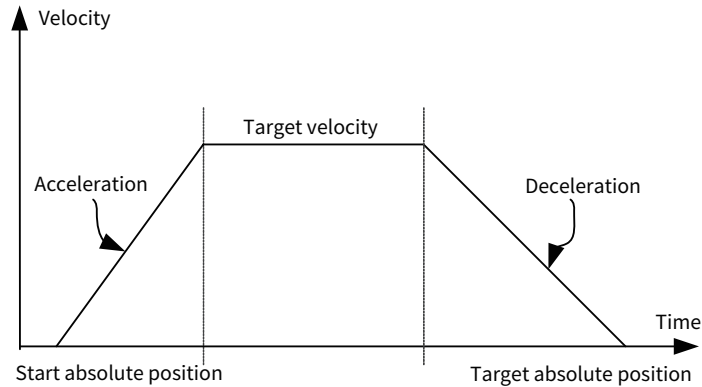 Velocity
Target velocity
Acceleration
Deceleration
Time
Start absolute position
Target absolute position